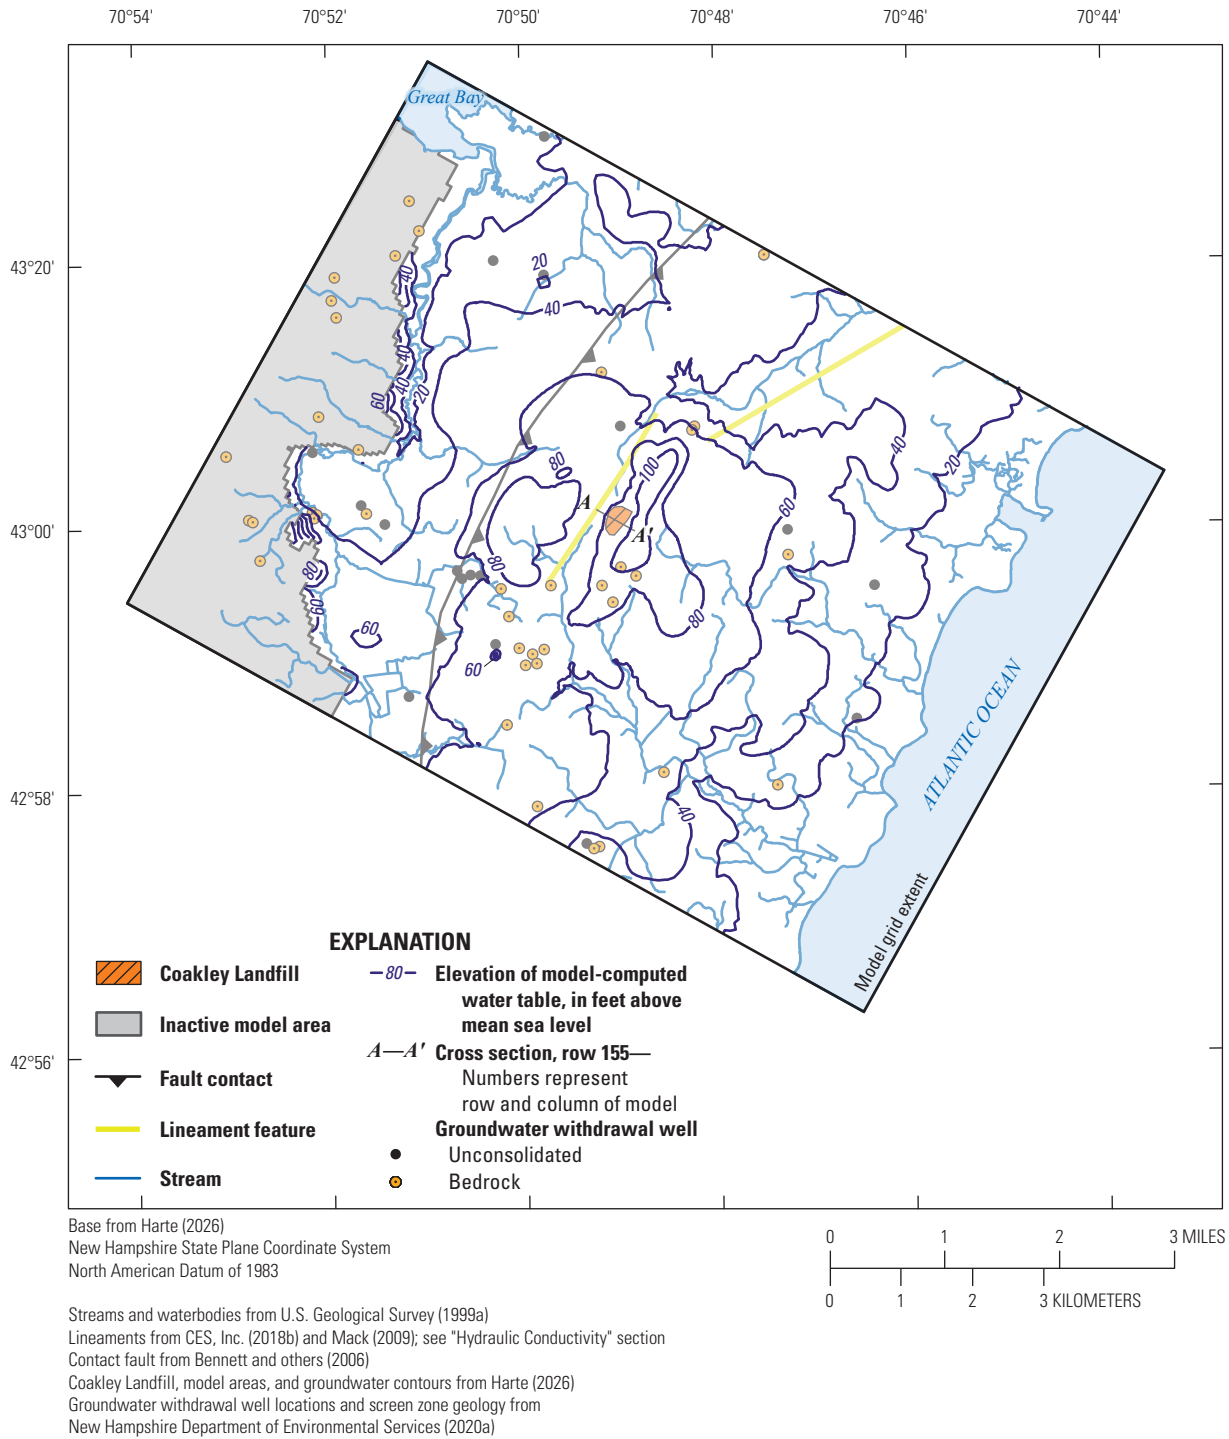 70°54' 70°52' 70°50' 70°48' 70°46' 70°44'
Great Bay
43°20'
20
40
40
40
40
20
60
40
20
80
100
A
A'
60
43°00'
80
80
60
60
80
60
ATLANTIC OCEAN
42°58'
40
Model grid extent
EXPLANATION
Coakley Landfill
Inactive model area
Fault contact
Lineament feature
Stream
80 Elevation of model-computed
water table, in feet above
mean sea level
A—A' Cross section, row 155—
Numbers represent
row and column of model
Groundwater withdrawal well
Unconsolidated
Bedrock
42°56'
Base from Harte (2026)
New Hampshire State Plane Coordinate System
North American Datum of 1983
0 1 2 3 MILES
0 1 2 3 KILOMETERS
Streams and waterbodies from U.S. Geological Survey (1999a)
Lineaments from CES, Inc. (2018b) and Mack (2009); see "Hydraulic Conductivity" section
Contact fault from Bennett and others (2006)
Coakley Landfill, model areas, and groundwater contours from Harte (2026)
Groundwater withdrawal well locations and screen zone geology from
New Hampshire Department of Environmental Services (2020a)